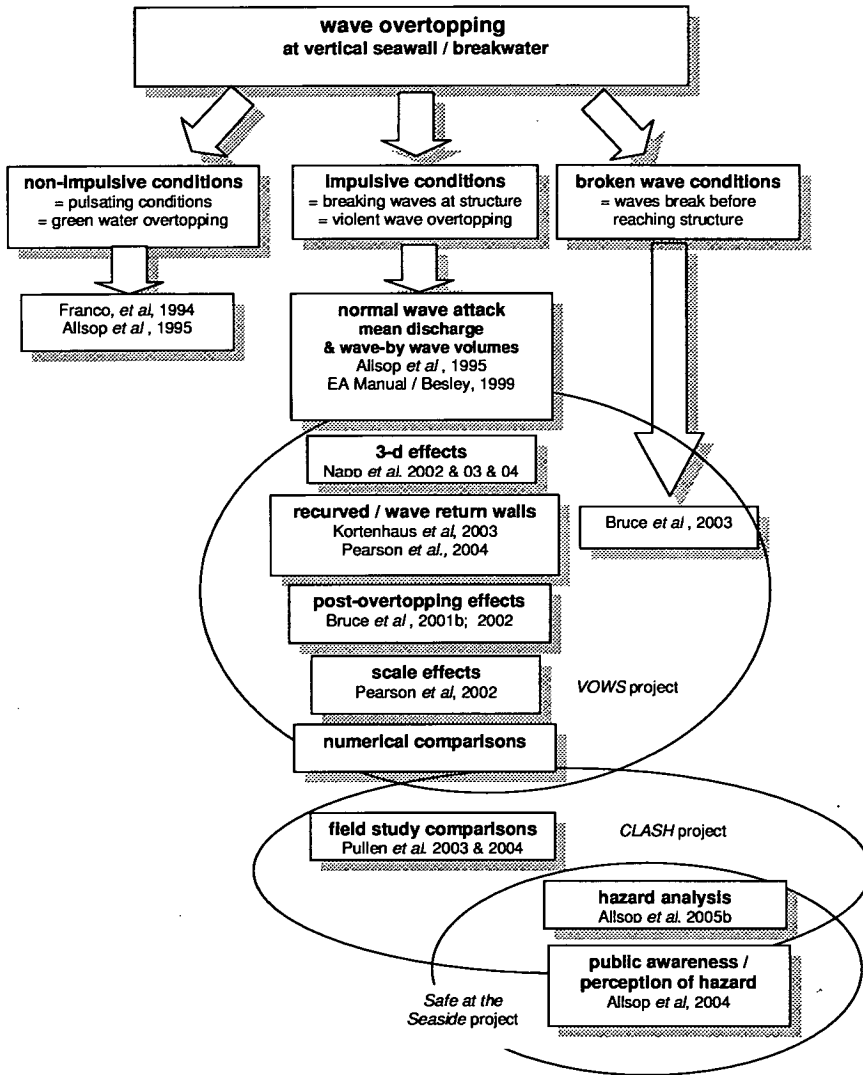 wave overtopping
at vertical seawall / breakwater
non-impulsive conditions
= pulsating conditions
= green water overtopping
impulsive conditions
= breaking waves at structure
= violent wave overtopping
broken wave conditions
= waves break before
reaching structure
Franco, et al, 1994
Allsop et al , 1995
normal wave attack
mean discharge
& wave-by wave volumes
Allsop et al , 1995
EA Manual / Besley, 1999
3-d effects
Napp et al. 2002 & 03 & 04
recurved / wave return walls
Kortenhaus et al, 2003
Pearson et al., 2004
Bruce et al , 2003
post-overtopping effects
Bruce et al , 2001b; 2002
scale effects
Pearson et al, 2002
VOWS project
numerical comparisons
field study comparisons
Pullen et al. 2003 & 2004
CLASH project
hazard analysis
Allsop et al. 2005b
public awareness /
perception of hazard
Allsop et al, 2004
Safe at the
Seaside project